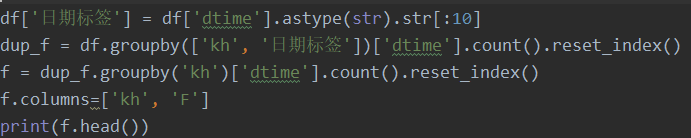 df['日期标签'] = df['dtime'].astype(str).str[:10]
dup_f = df.groupby(['kh', '日期标签'])['dtime'].count().reset_index()
f = dup_f.groupby('kh')['dtime'].count().reset_index()
f.columns=['kh', 'F']
print(f.head())